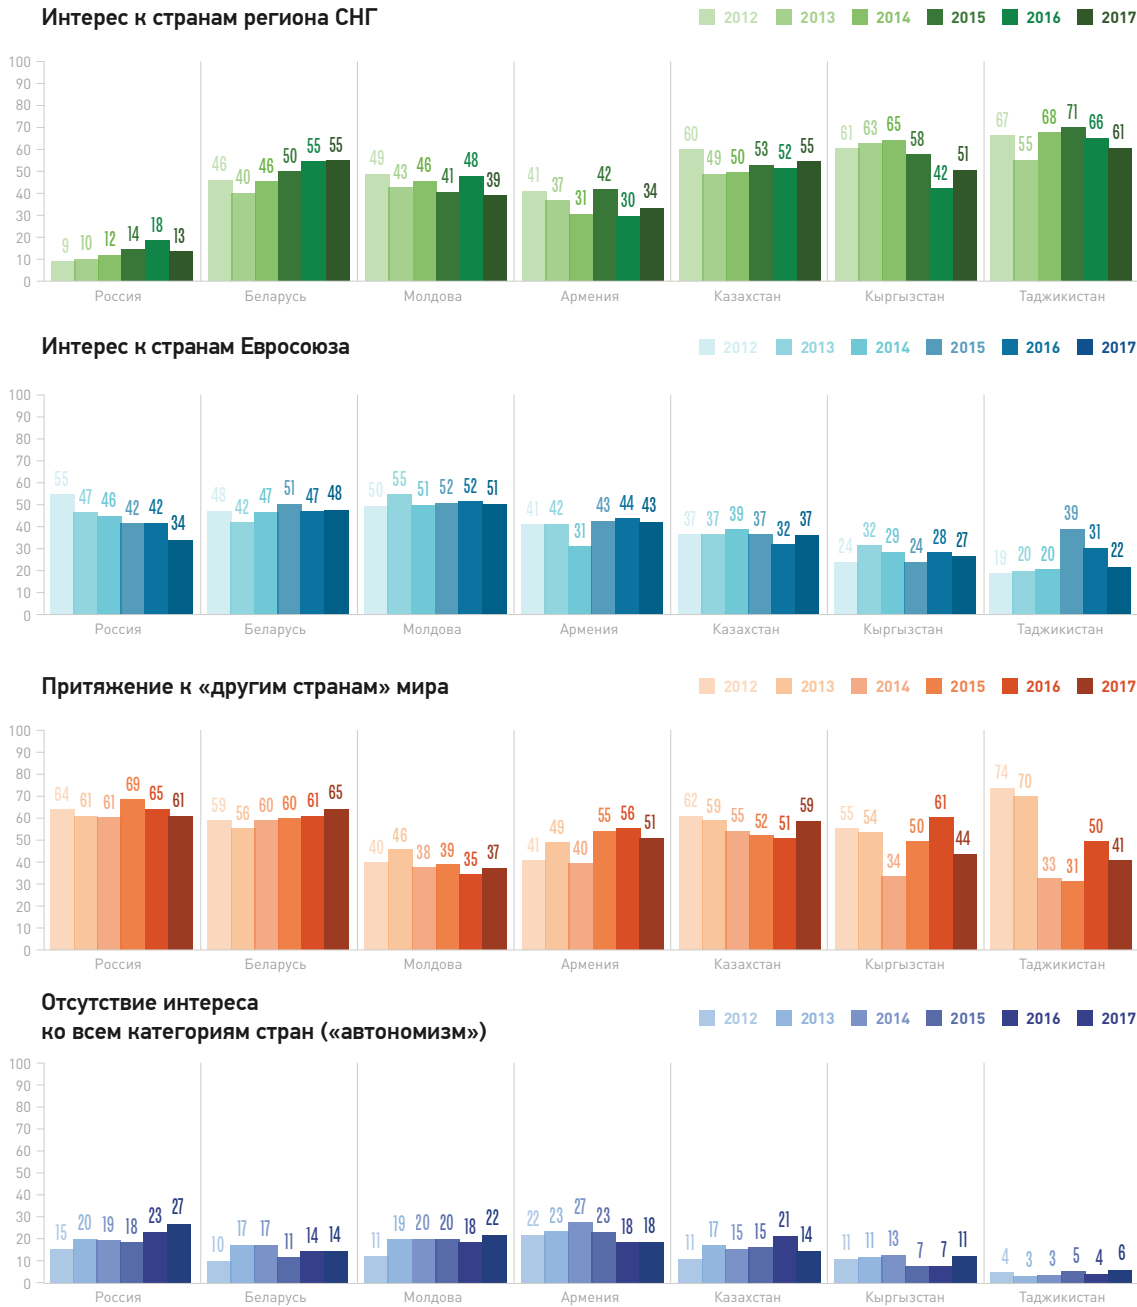 Интерес к странам региона СНГ
2012 2013 2014 2015 2016 2017
100
90
80
70
60
50
40
30
20
10
0
9 10 12 14 18 13
46 40 46 50 55 55
49 43 46 41 48 39
41 37 31 42 30 34
60 49 50 53 52 55
61 63 65 58 42 51
67 55 68 71 66 61
Россия Беларусь Молдова Армения Казахстан Кыргызстан Таджикистан
Интерес к странам Евросоюза
2012 2013 2014 2015 2016 2017
100
90
80
70
60
50
40
30
20
10
0
55 47 46 42 42 34
48 42 47 51 47 48
50 55 51 52 52 51
41 42 31 43 44 43
37 37 39 37 32 37
24 32 29 24 28 27
19 20 20 39 31 22
Россия Беларусь Молдова Армения Казахстан Кыргызстан Таджикистан
Притяжение к «другим странам» мира
2012 2013 2014 2015 2016 2017
100
90
80
70
60
50
40
30
20
10
0
64 61 61 69 65 61
59 56 60 60 61 65
40 46 38 39 35 37
41 49 40 55 56 51
62 59 55 52 51 59
55 54 34 50 61 44
74 70 33 31 50 41
Россия Беларусь Молдова Армения Казахстан Кыргызстан Таджикистан
Отсутствие интереса
ко всем категориям стран («автономизм»)
2012 2013 2014 2015 2016 2017
100
90
80
70
60
50
40
30
20
10
0
15 20 19 18 23 27
10 17 17 11 14 14
11 19 20 20 18 22
22 23 27 23 18 18
11 17 15 15 21 14
11 11 13 7 7 11
4 3 3 5 4 6
Россия Беларусь Молдова Армения Казахстан Кыргызстан Таджикистан